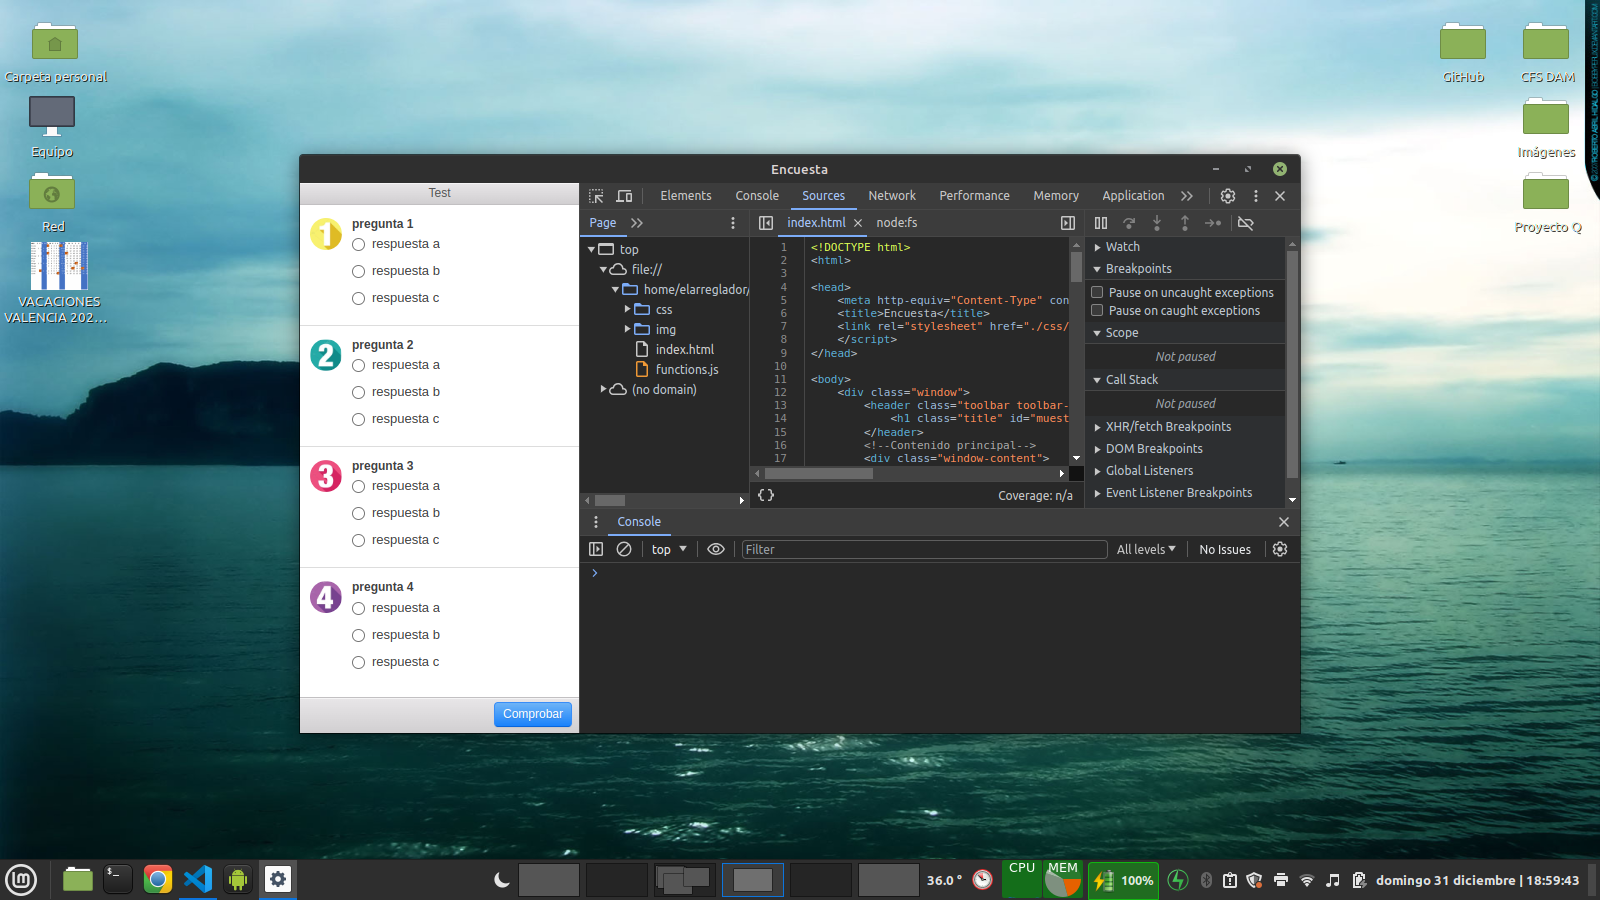 Carpeta personal
Equipo
Red
VACACIONES
VALENCIA 202...
GitHub
CFS DAM
Imágenes
Proyecto Q
Encuesta
Test
1
pregunta 1
respuesta a
respuesta b
respuesta c
2
pregunta 2
respuesta a
respuesta b
respuesta c
3
pregunta 3
respuesta a
respuesta b
respuesta c
4
pregunta 4
respuesta a
respuesta b
respuesta c
Comprobar
Elements Console Sources Network Performance Memory Application
Page
index.html node:fs
top
file://
home/elarreglador/
css
img
index.html
functions.js
(no domain)
1 <!DOCTYPE html>
2 <html>
3
4 <head>
5 <meta http-equiv="Content-Type" con
6 <title>Encuesta</title>
7 <link rel="stylesheet" href="./css/
8 </script>
9 </head>
10
11 <body>
12 <div class="window">
13 <header class="toolbar toolbar-
14 <h1 class="title" id="muest
15 </header>
16 <!--Contenido principal-->
17 <div class="window-content">
{} Coverage: n/a
Watch
Breakpoints
Pause on uncaught exceptions
Pause on caught exceptions
Scope
Not paused
Call Stack
Not paused
XHR/fetch Breakpoints
DOM Breakpoints
Global Listeners
Event Listener Breakpoints
Console
top Filter All levels No Issues
>
lm
$_
36.0 °
CPU
MEM
100%
domingo 31 diciembre | 18:59:43